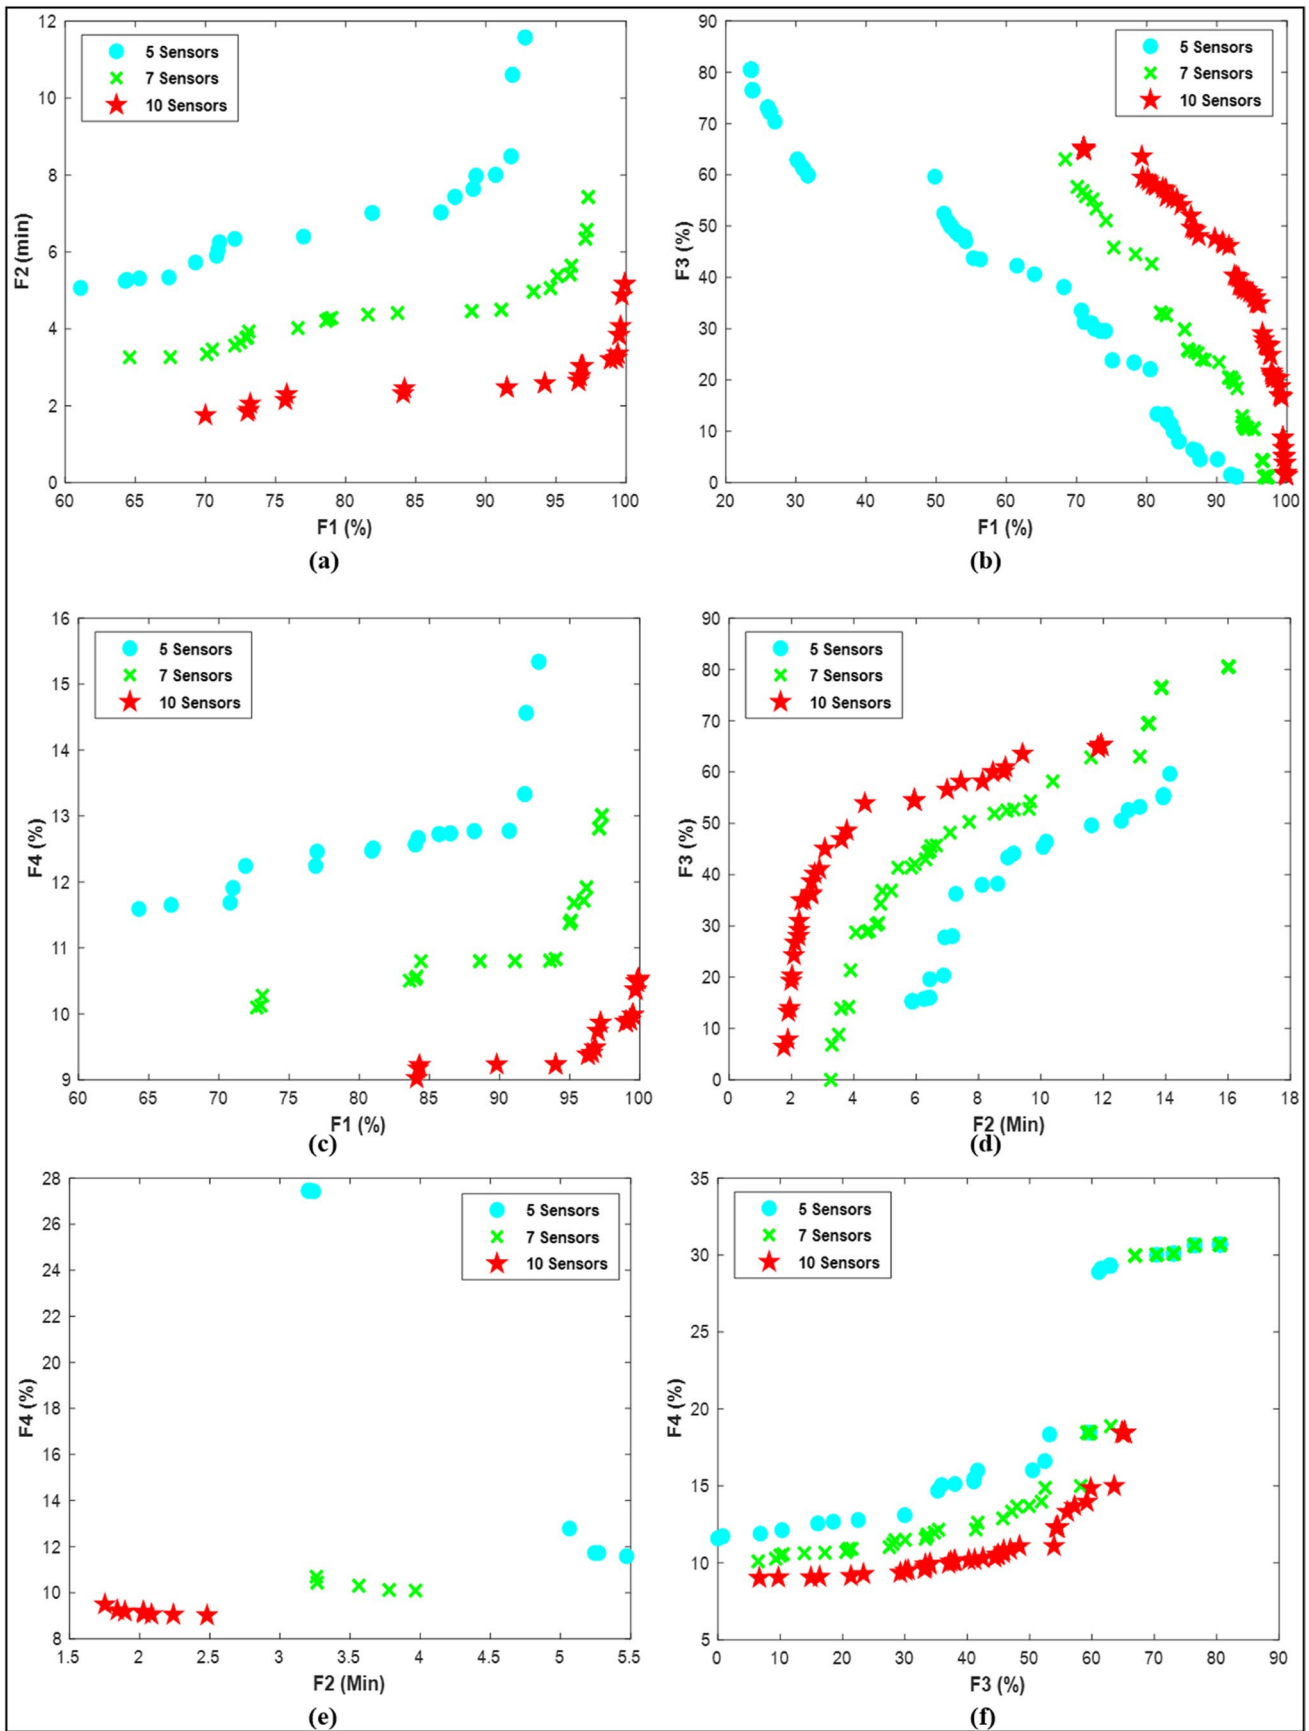 12
10
8
6
4
2
0
F2 (min)
5 Sensors
7 Sensors
10 Sensors
60 65 70 75 80 85 90 95 100
F1 (%)
(a)
90
80
70
60
50
40
30
20
10
0
F3 (%)
5 Sensors
7 Sensors
10 Sensors
20 30 40 50 60 70 80 90 100
F1 (%)
(b)
16
15
14
13
12
11
10
9
F4 (%)
5 Sensors
7 Sensors
10 Sensors
60 65 70 75 80 85 90 95 100
F1 (%)
(c)
90
80
70
60
50
40
30
20
10
0
F3 (%)
5 Sensors
7 Sensors
10 Sensors
0 2 4 6 8 10 12 14 16 18
F2 (Min)
(d)
28
26
24
22
20
18
16
14
12
10
8
F4 (%)
5 Sensors
7 Sensors
10 Sensors
1.5 2 2.5 3 3.5 4 4.5 5 5.5
F2 (Min)
(e)
35
30
25
20
15
10
5
F4 (%)
5 Sensors
7 Sensors
10 Sensors
0 10 20 30 40 50 60 70 80 90
F3 (%)
(f)